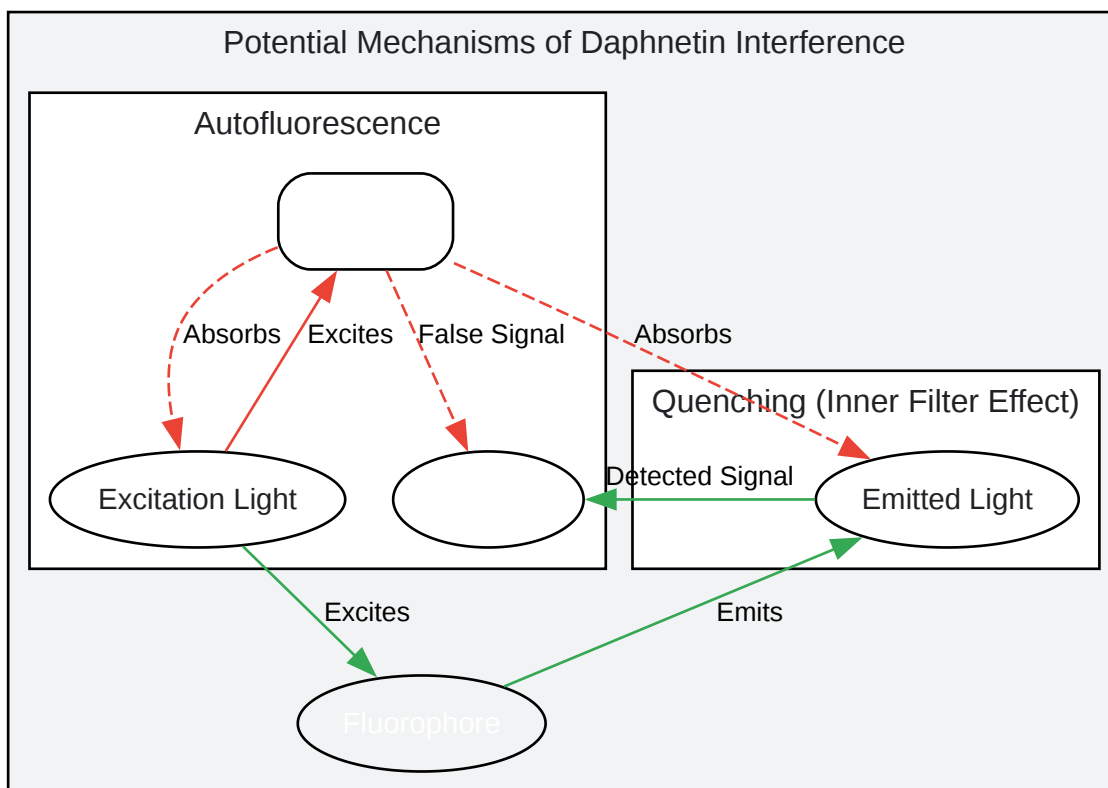 Potential Mechanisms of Daphnetin Interference
Autofluorescence
Absorbs
Excites
False Signal
Absorbs
Quenching (Inner Filter Effect)
Detected Signal
Excitation Light
Emitted Light
Excites
Emits
Fluorophore